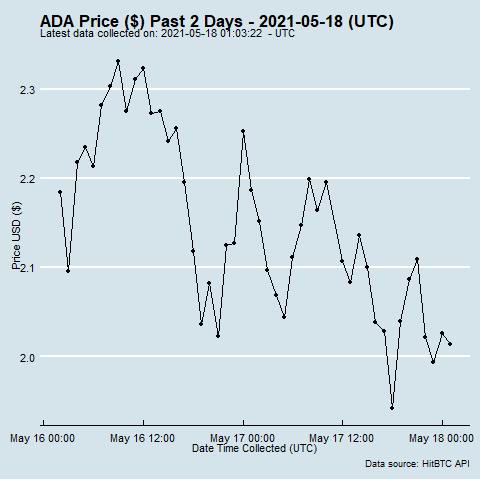 ADA Price ($) Past 2 Days - 2021-05-18 (UTC)
Latest data collected on: 2021-05-18 01:03:22 - UTC
2.3
2.2
2.1
2.0
Price USD ($)
May 16 00:00 May 16 12:00 May 17 00:00 May 17 12:00 May 18 00:00
Date Time Collected (UTC)
Data source: HitBTC API